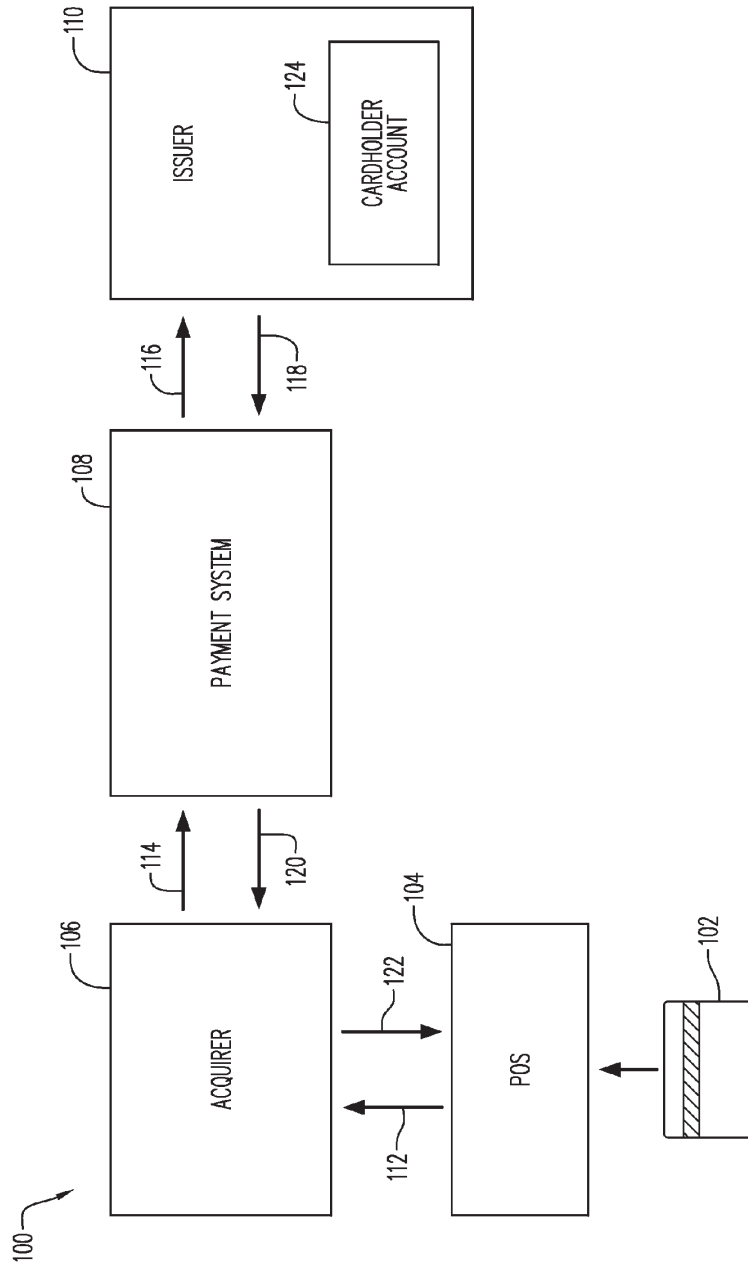 100
106
ACQUIRER
114
120
108
PAYMENT SYSTEM
116
118
110
ISSUER
124
CARDHOLDER
ACCOUNT
112
122
104
POS
102